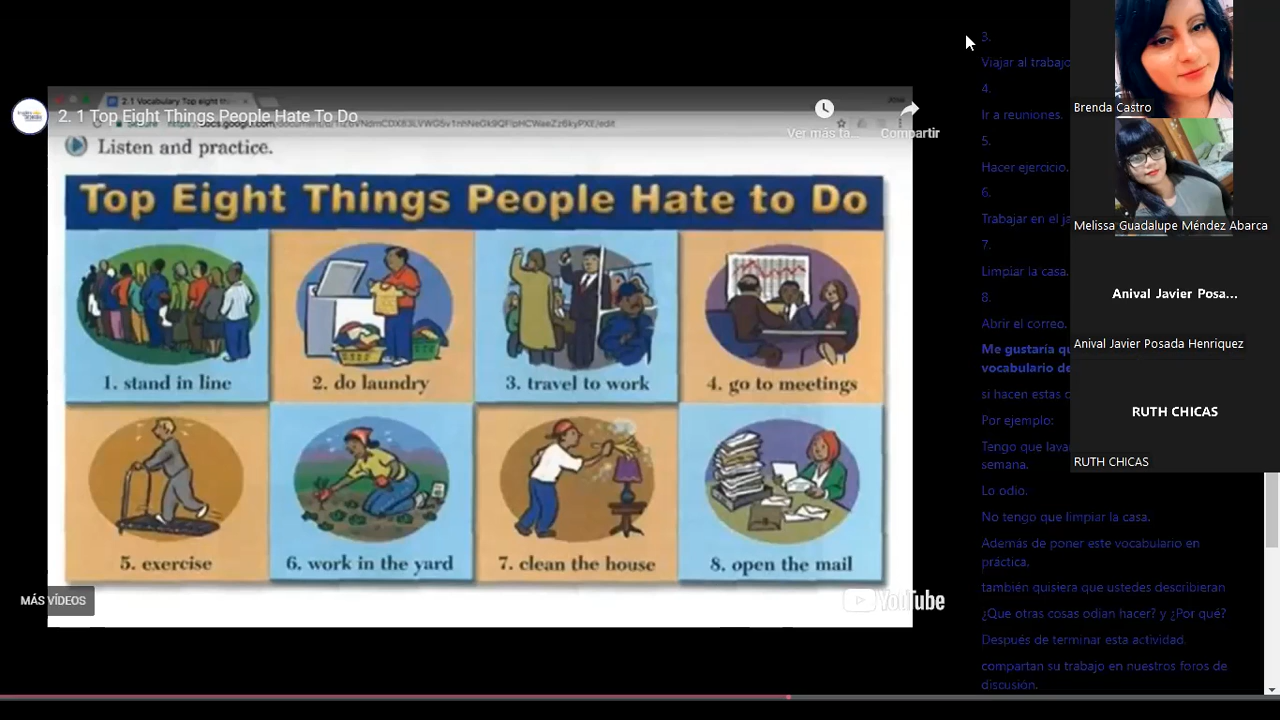 2.1 Vocabulary Top eight th
2. 1 Top Eight Things People Hate To Do
Ver más ta...
Compartir
Listen and practice.
Top Eight Things People Hate to Do
1. stand in line
2. do laundry
3. travel to work
4. go to meetings
5. exercise
6. work in the yard
7. clean the house
8. open the mail
MÁS VÍDEOS
YouTube
3.
Viajar al trabajo
4.
Ir a reuniones.
5.
Hacer ejercicio.
6.
Trabajar en el
7.
Limpiar la casa.
8.
Abrir el correo.
Me gustaría
vocabulario
si hacen estas
Por ejemplo:
Tengo que
semana.
Lo odio.
No tengo que limpiar la casa.
Además de poner este vocabulario en
práctica,
también quisiera que ustedes describieran
¿Que otras cosas odian hacer? y ¿Por qué?
Después de terminar esta actividad,
compartan su trabajo en nuestros foros de
discusión.
Brenda Castro
Melissa Guadalupe Méndez Abarca
Anival Javier Posa...
Anival Javier Posada Henriquez
RUTH CHICAS
RUTH CHICAS